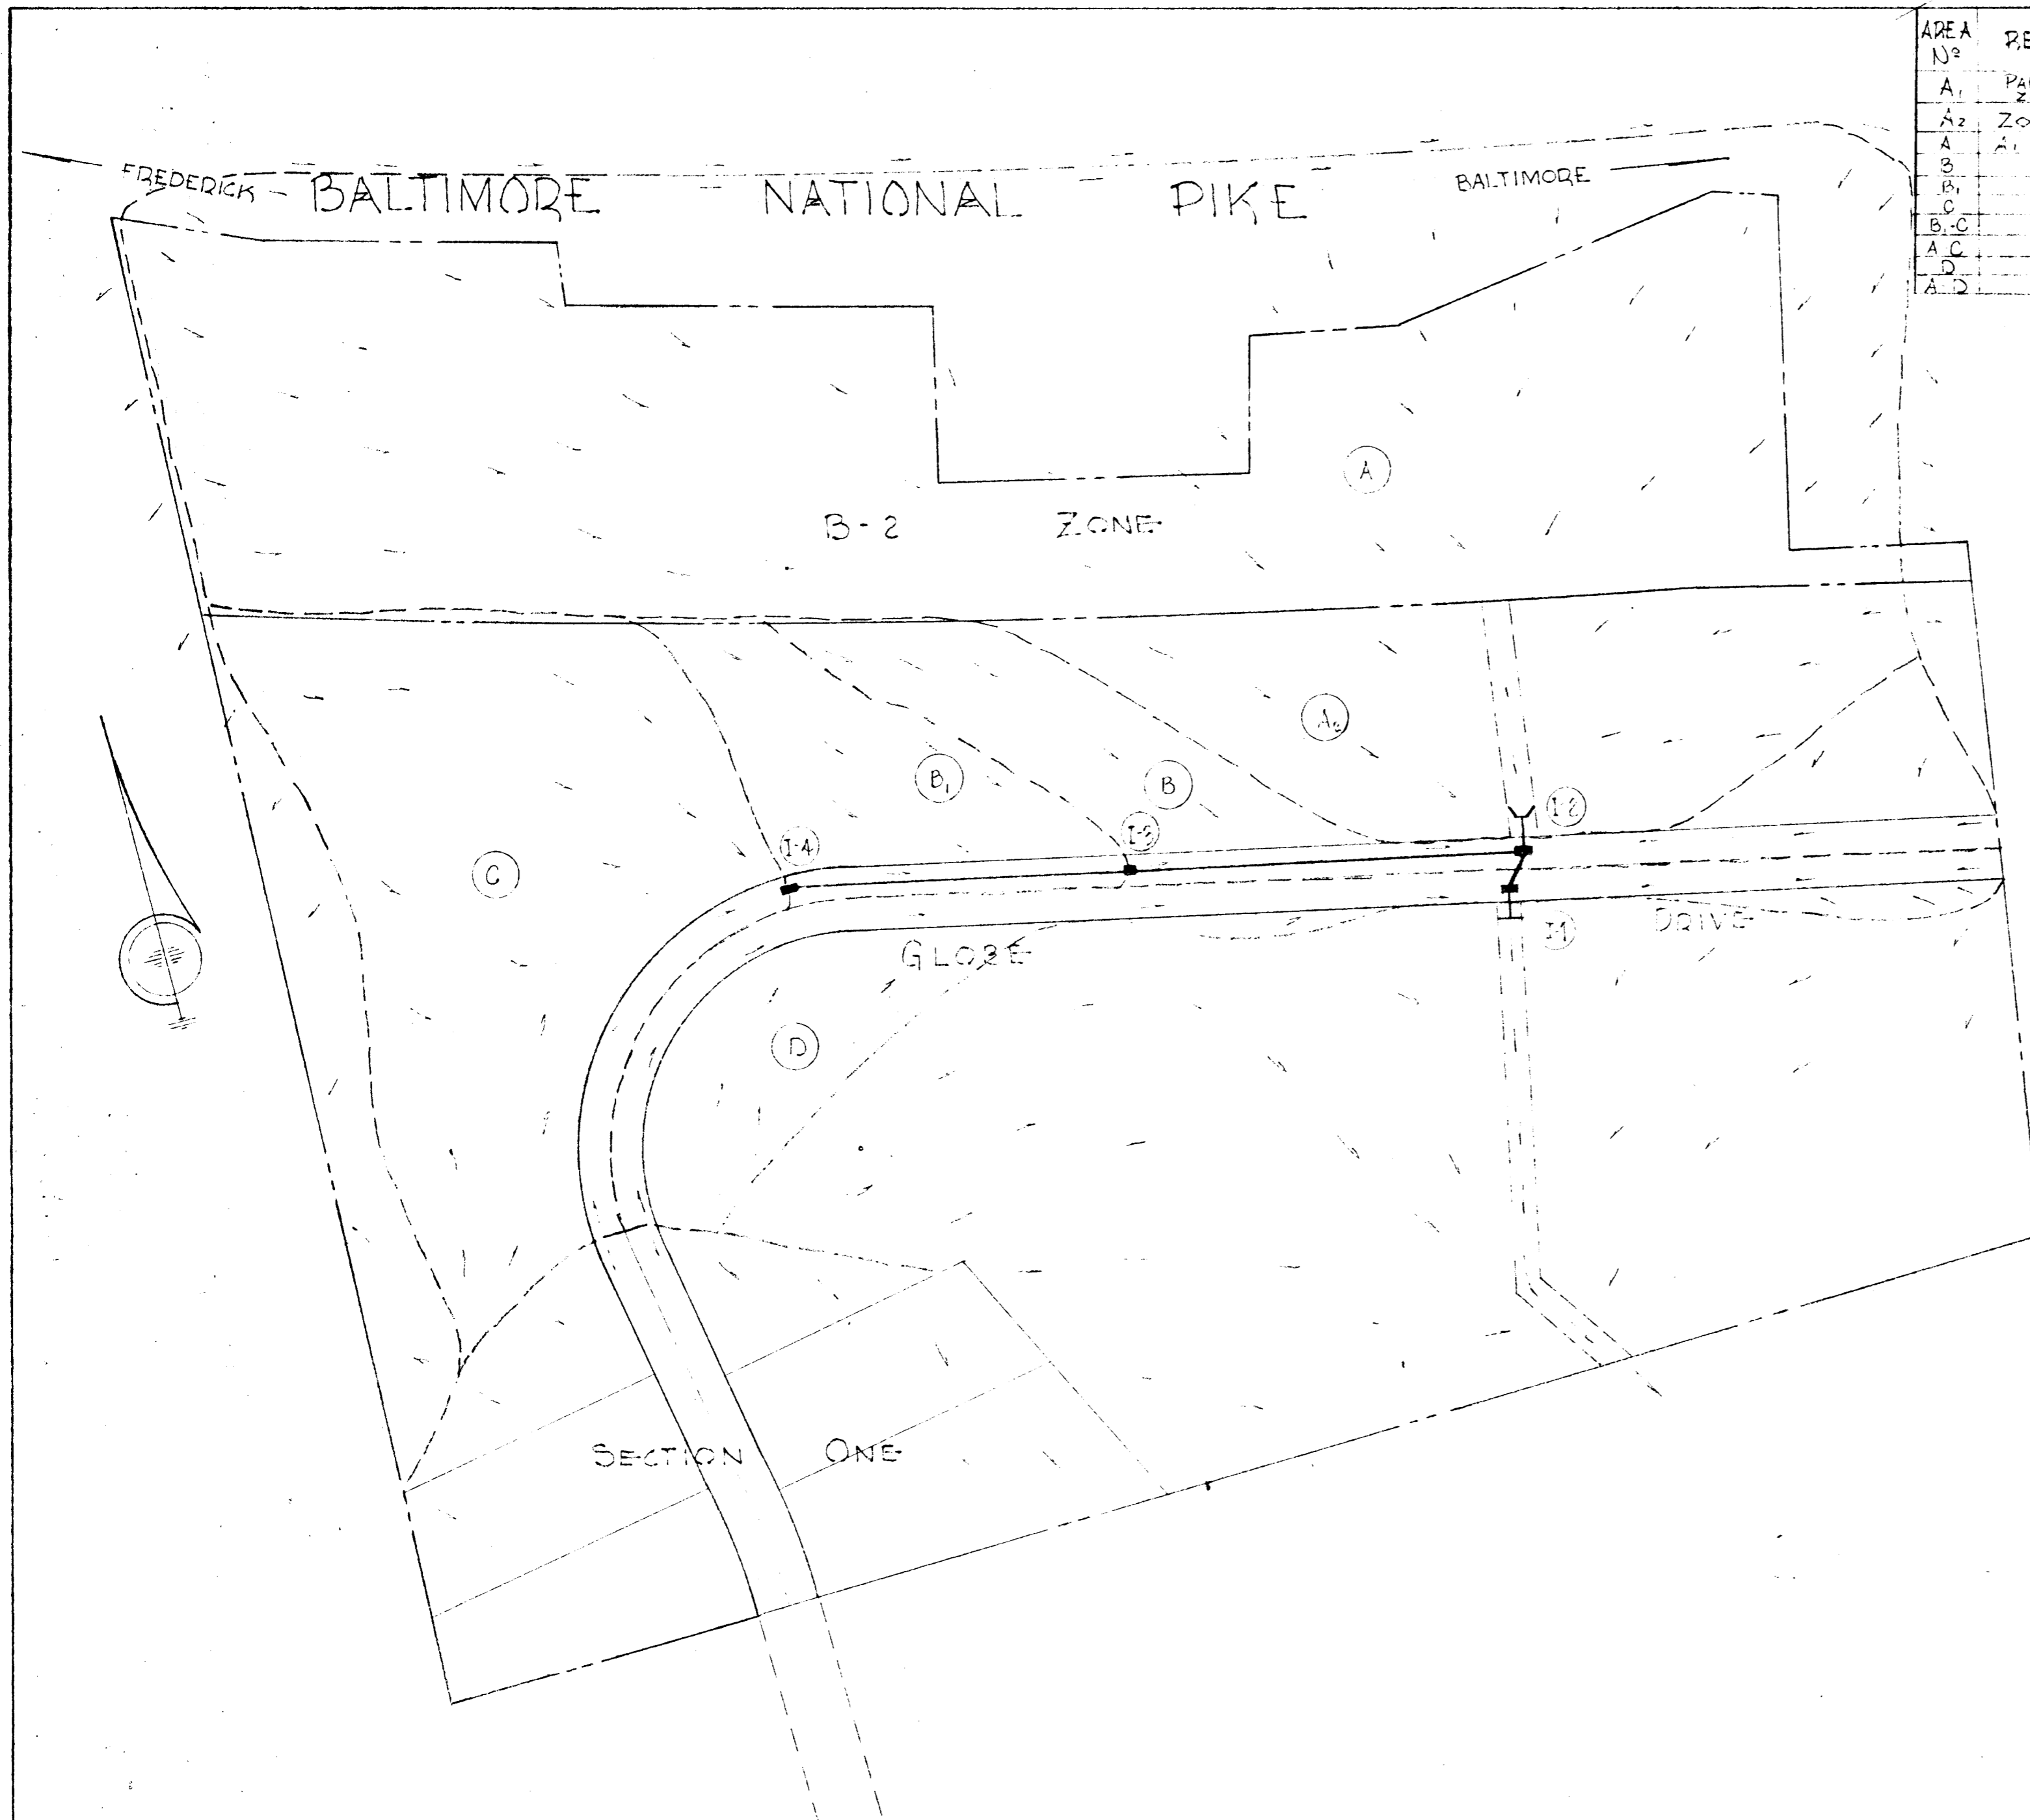 AREA
Nº
A₁
A₂
A
B
B₁
C
B₁-C
A-C
D
A-D
FREDERICK
BALTIMORE NATIONAL PIKE
BALTIMORE
A
B-2 ZONE
A₂
B₁
B
I-2
I-3
I-4
C
GLOBE DRIVE
I-1
D
SECTION ONE